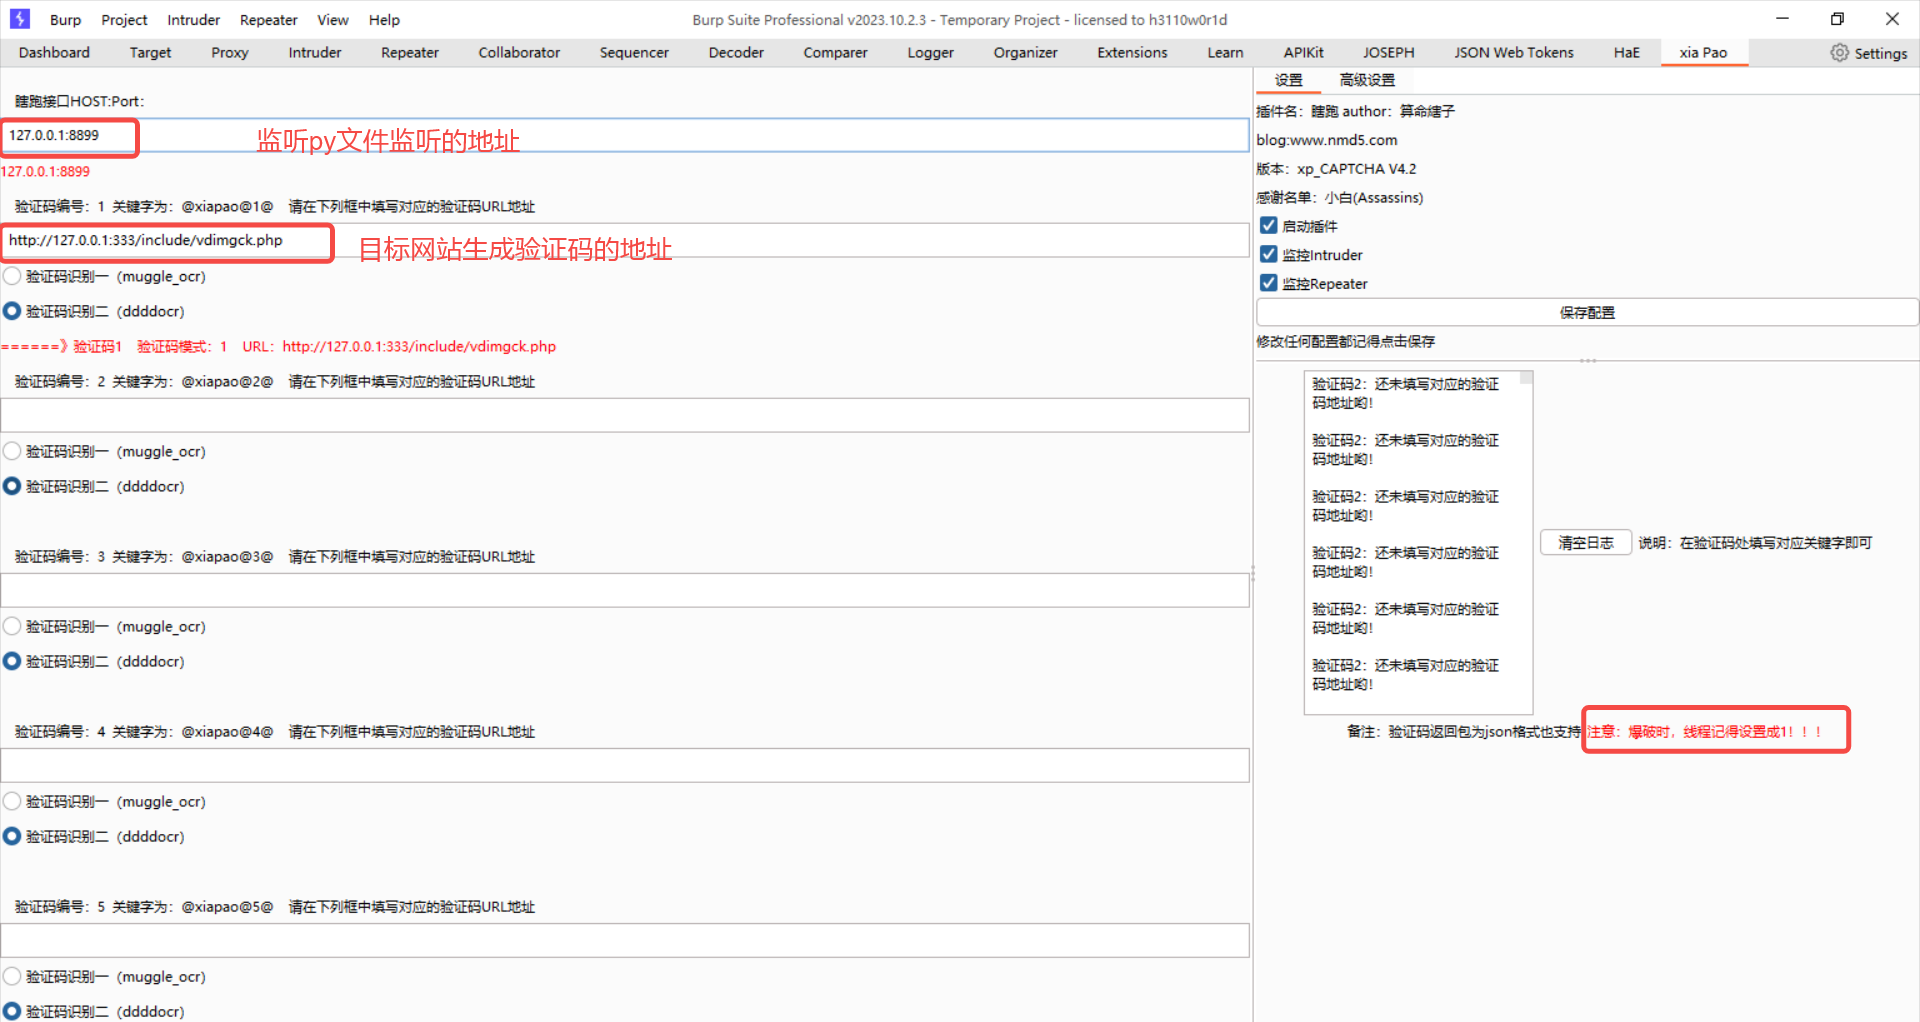 Burp Project Intruder Repeater View Help
Burp Suite Professional v2023.10.2.3 - Temporary Project - licensed to h3110w0r1d
Dashboard Target Proxy Intruder Repeater Collaborator Sequencer Decoder Comparer Logger Organizer Extensions Learn APIKit JOSEPH JSON Web Tokens HaE xia Pao Settings
瞎跑接口HOST:Port:
127.0.0.1:8899
监听py文件监听的地址
127.0.0.1:8899
验证码编号：1 关键字为：@xiapao@1@ 请在下列框中填写对应的验证码URL地址
http://127.0.0.1:333/include/vdimgck.php
目标网站生成验证码的地址
验证码识别一（muggle_ocr）
验证码识别二（ddddocr）
======》验证码1 验证码模式：1 URL：http://127.0.0.1:333/include/vdimgck.php
验证码编号：2 关键字为：@xiapao@2@ 请在下列框中填写对应的验证码URL地址
验证码识别一（muggle_ocr）
验证码识别二（ddddocr）
验证码编号：3 关键字为：@xiapao@3@ 请在下列框中填写对应的验证码URL地址
验证码识别一（muggle_ocr）
验证码识别二（ddddocr）
验证码编号：4 关键字为：@xiapao@4@ 请在下列框中填写对应的验证码URL地址
验证码识别一（muggle_ocr）
验证码识别二（ddddocr）
验证码编号：5 关键字为：@xiapao@5@ 请在下列框中填写对应的验证码URL地址
验证码识别一（muggle_ocr）
验证码识别二（ddddocr）
设置 高级设置
插件名：瞎跑 author：算命瞎子
blog:www.nmd5.com
版本：xp_CAPTCHA V4.2
感谢名单：小白(Assassins)
启动插件
监控Intruder
监控Repeater
保存配置
修改任何配置都记得点击保存
验证码2：还未填写对应的验证
码地址哟！
验证码2：还未填写对应的验证
码地址哟！
验证码2：还未填写对应的验证
码地址哟！
验证码2：还未填写对应的验证
码地址哟！
验证码2：还未填写对应的验证
码地址哟！
验证码2：还未填写对应的验证
码地址哟！
清空日志 说明：在验证码处填写对应关键字即可
备注：验证码返回包为json格式也支持 注意：爆破时，线程记得设置成1！！！